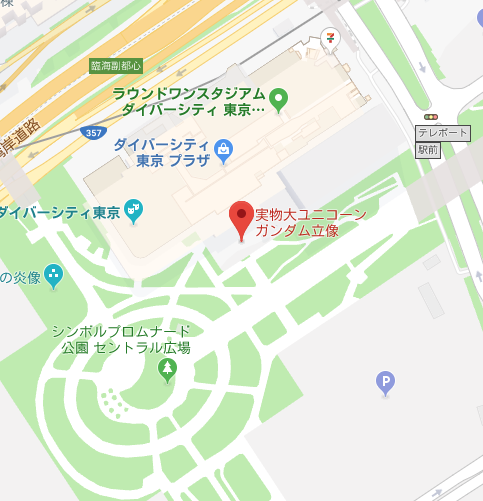 棟
臨海副都心
ラウンドワンスタジアム
ダイバーシティ 東京…
7
湾岸道路
357
テレポート
駅前
ダイバーシティ
東京 プラザ
ダイバーシティ東京
実物大ユニコーン
ガンダム立像
の炎像
シンボルプロムナード
公園 セントラル広場
P